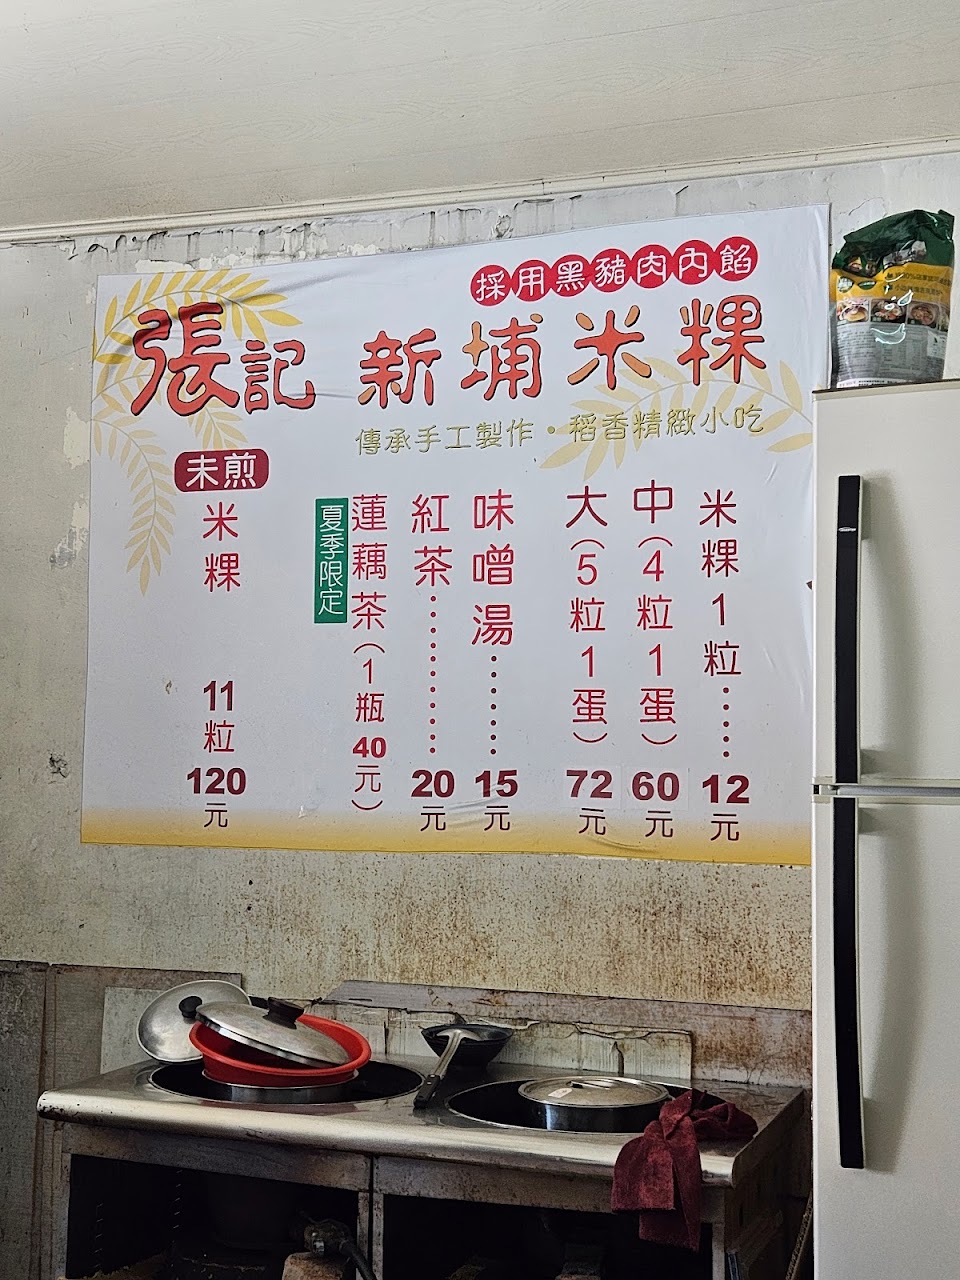 採用黑豬肉內餡
張記 新埔米粿
傳承手工製作・稻香精緻小吃
米粿1粒……12元
中(4粒1蛋)60元
大(5粒1蛋)72元
味噌湯………15元
紅茶…………20元
蓮藕茶(1瓶40元)
夏季限定
未煎
米粿 11粒 120元